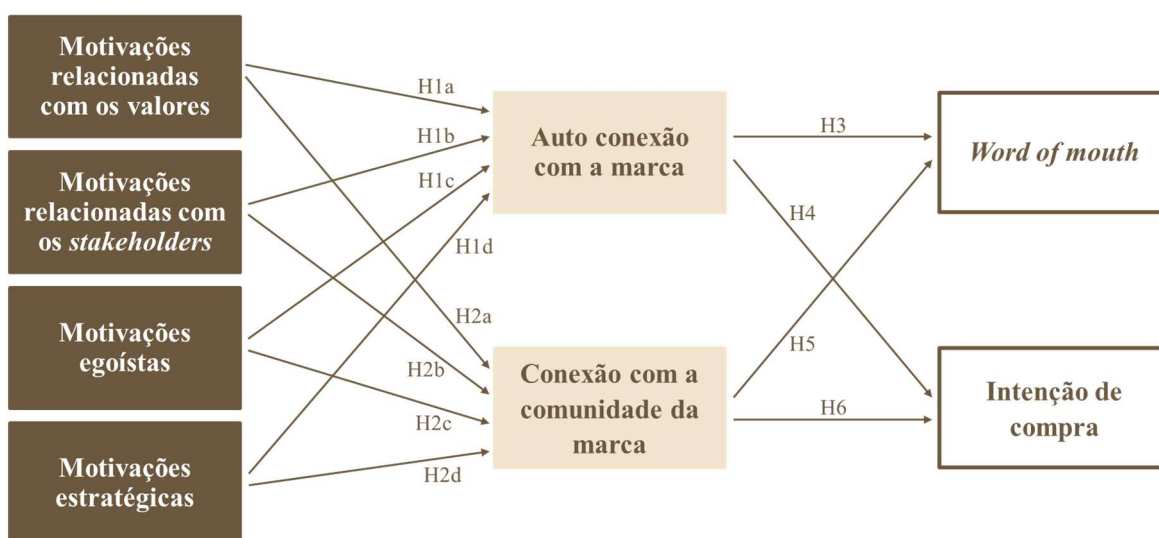 Motivações
relacionadas
com os valores
Motivações
relacionadas com
os stakeholders
Motivações
egoístas
Motivações
estratégicas
H1a
H1b
H1c
H1d
H2a
H2b
H2c
H2d
Auto conexão
com a marca
Conexão com a
comunidade da
marca
H3
H4
H5
H6
Word of mouth
Intenção de
compra